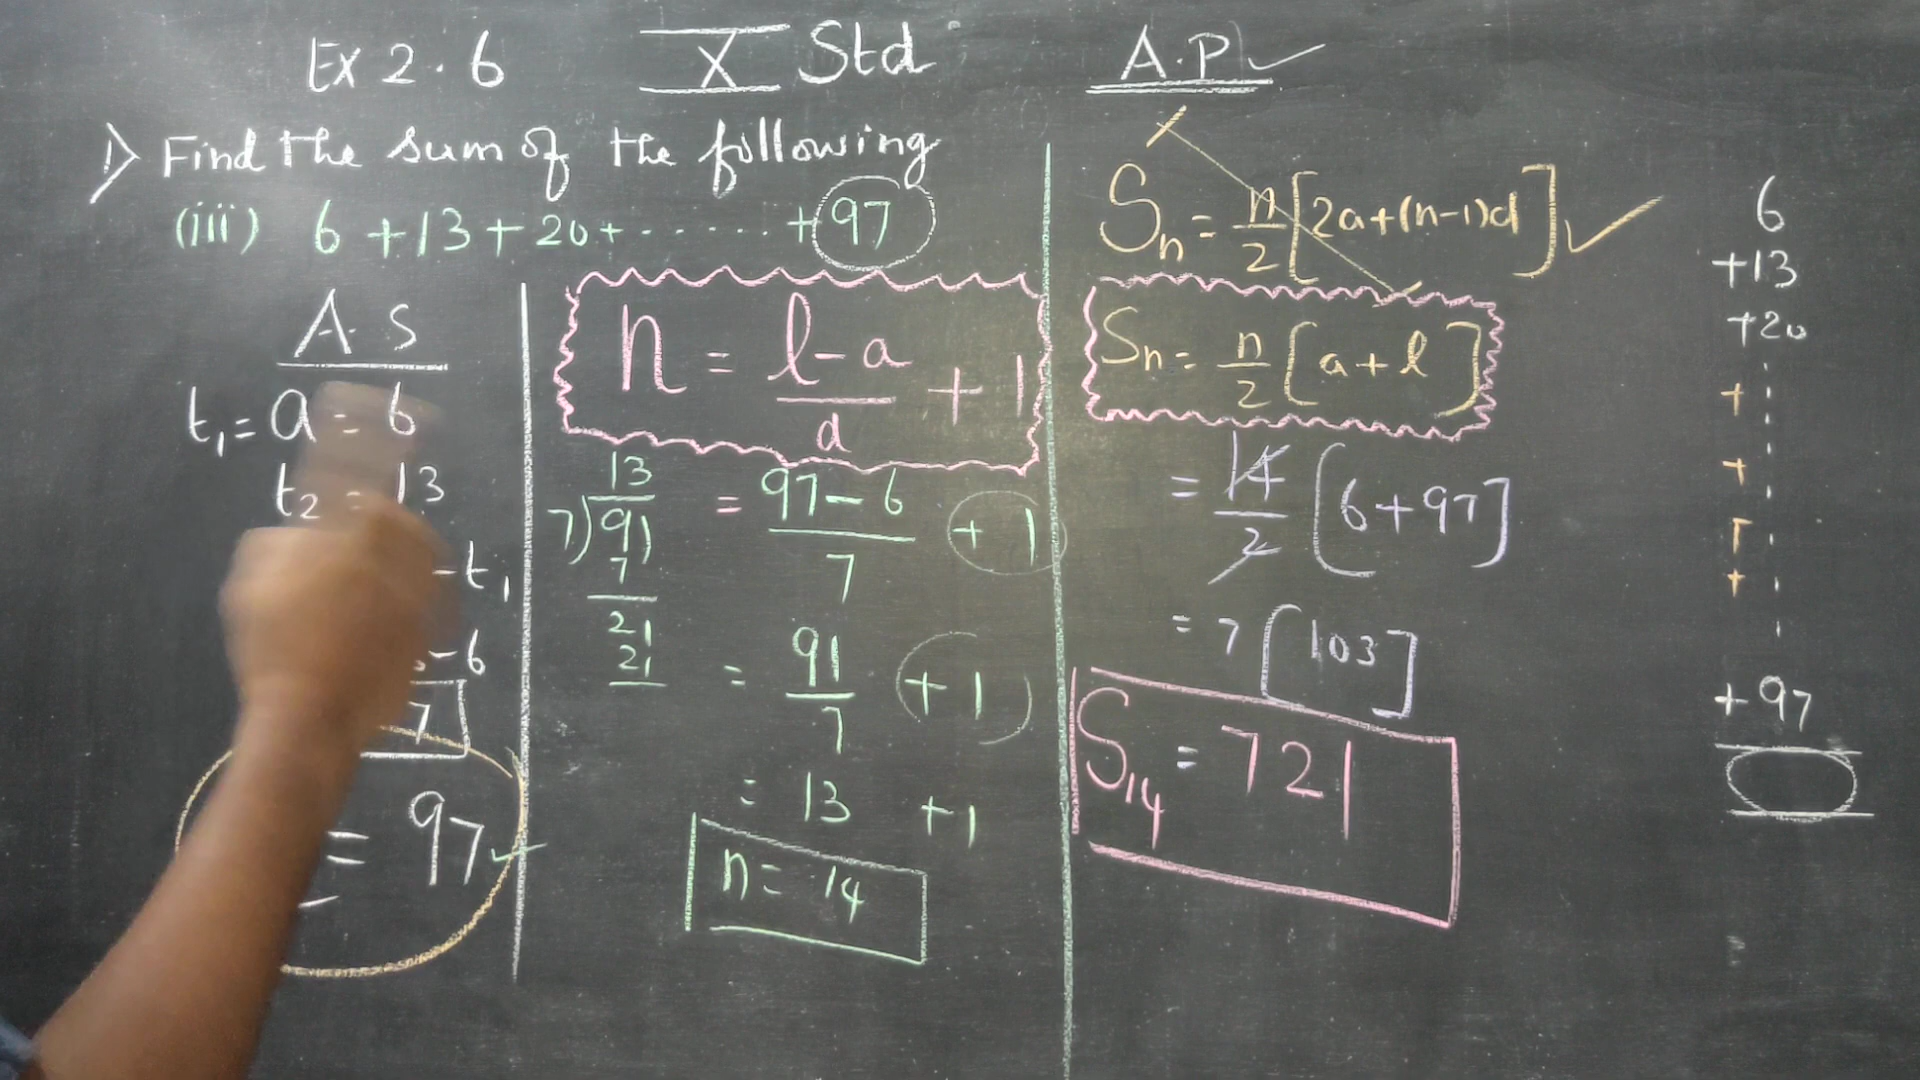 Ex 2.6 X Std A.P
1) Find the sum of the following
(iii) 6 + 13 + 20 + ...... + 97
A.S
t₁ = a = 6
t₂ = 13
- t₁
- 6
7
= 97
n = l-a/d + 1
13
7)91
7
21
21
= 97-6/7 + 1
= 91/7 + 1
= 13 + 1
n = 14
Sₙ = n/2 [2a+(n-1)d]
Sₙ = n/2 [a+l]
= 14/2 [6+97]
= 7 [103]
S₁₄ = 721
6
+13
+20
+
+
+
+
+97